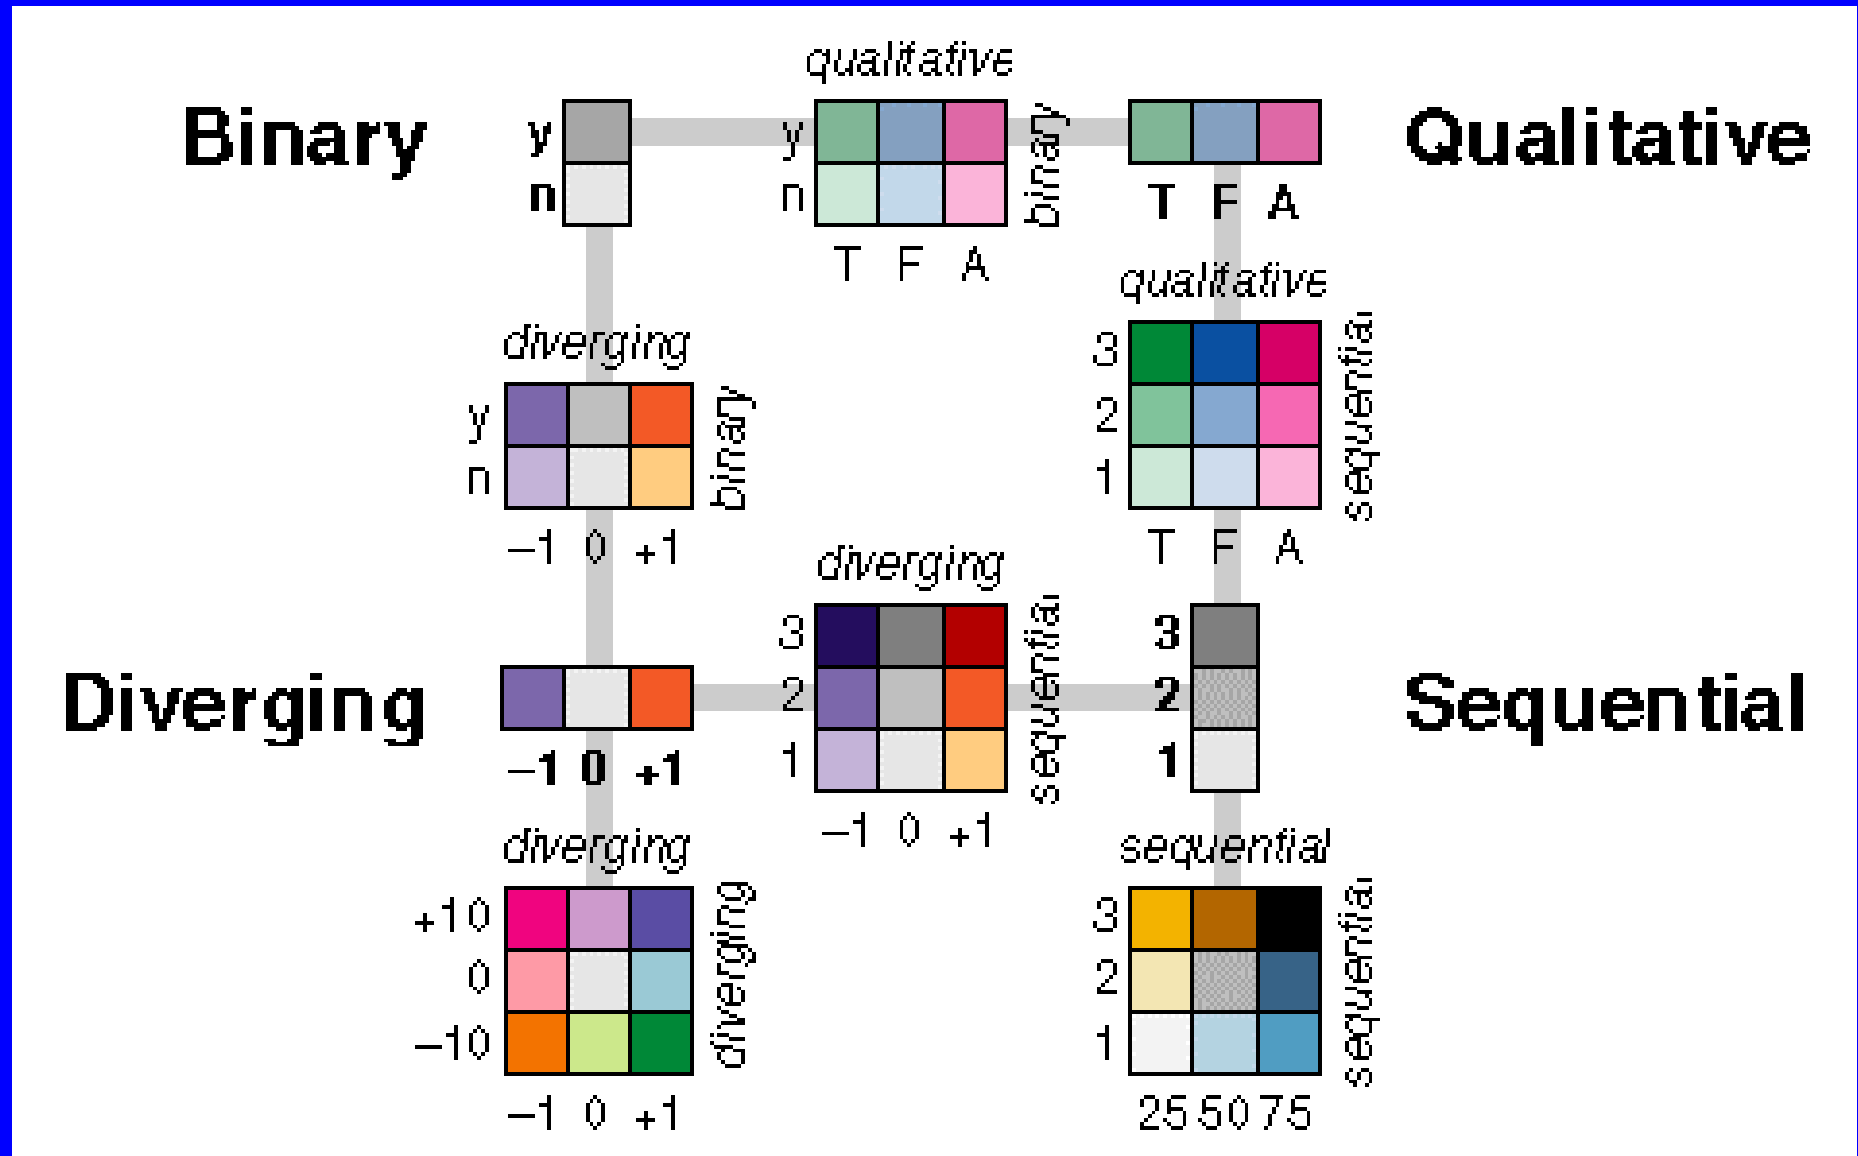 qualitative
Binary
y
n
y
n
binary
T F A
Qualitative
T F A
diverging
y
n
binary
−1 0 +1
qualitative
3
2
1
sequential
T F A
Diverging
−1 0 +1
diverging
3
2
1
sequential
−1 0 +1
3
2
1
Sequential
diverging
+10
0
−10
diverging
−1 0 +1
sequential
3
2
1
sequential
25 50 75